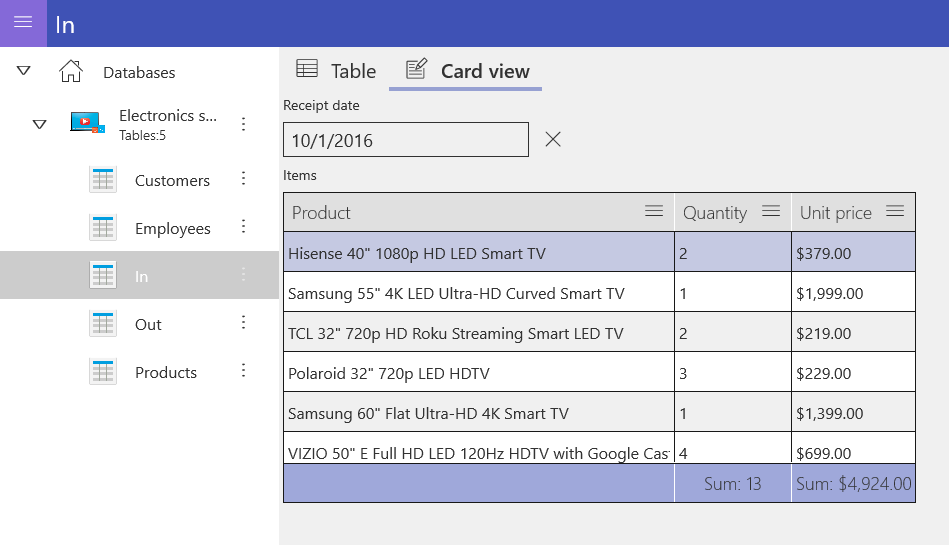 In
Databases
Electronics s...
Tables:5
Customers
Employees
In
Out
Products
Table
Card view
Receipt date
10/1/2016
Items
Product Quantity Unit price
Hisense 40" 1080p HD LED Smart TV 2 $379.00
Samsung 55" 4K LED Ultra-HD Curved Smart TV 1 $1,999.00
TCL 32" 720p HD Roku Streaming Smart LED TV 2 $219.00
Polaroid 32" 720p LED HDTV 3 $229.00
Samsung 60" Flat Ultra-HD 4K Smart TV 1 $1,399.00
VIZIO 50" E Full HD LED 120Hz HDTV with Google Cas 4 $699.00
Sum: 13 Sum: $4,924.00